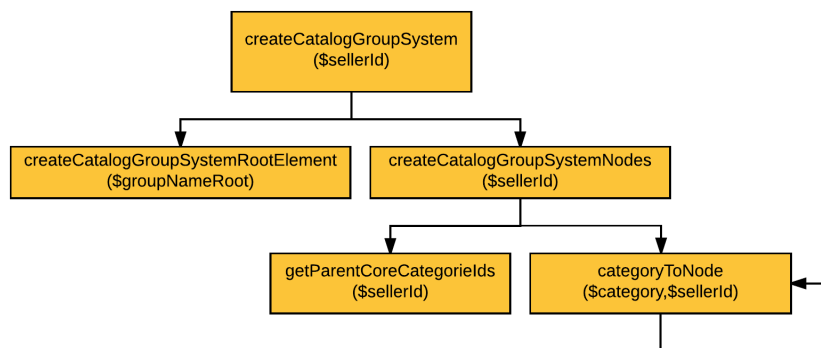 createCatalogGroupSystem
($sellerId)
createCatalogGroupSystemRootElement
($groupNameRoot)
createCatalogGroupSystemNodes
($sellerId)
getParentCoreCategorieIds
($sellerId)
categoryToNode
($category,$sellerId)